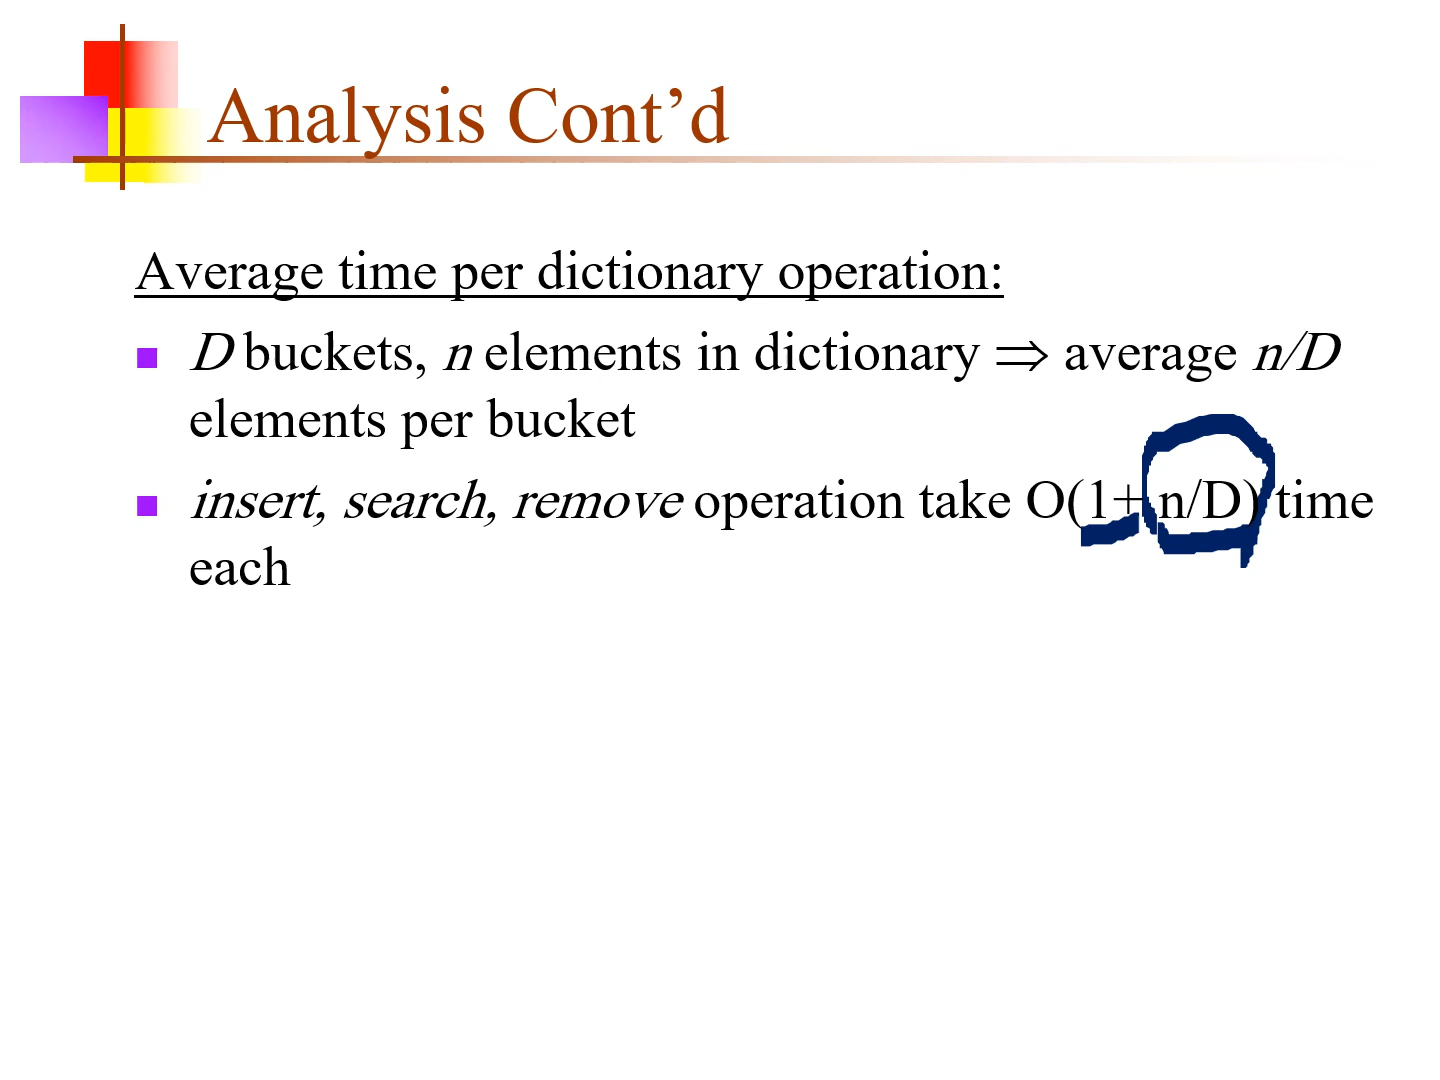 Analysis Cont’d
Average time per dictionary operation:
D buckets, n elements in dictionary ⇒ average n/D
elements per bucket
insert, search, remove operation take O(1+ n/D) time
each